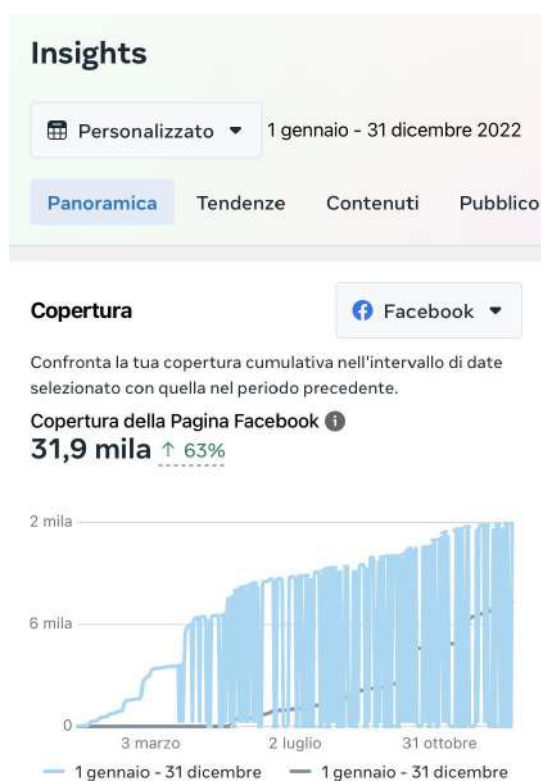 Insights
Personalizzato 1 gennaio - 31 dicembre 2022
Panoramica Tendenze Contenuti Pubblico
Copertura Facebook
Confronta la tua copertura cumulativa nell'intervallo di date
selezionato con quella nel periodo precedente.
Copertura della Pagina Facebook
31,9 mila ↑ 63%
2 mila
6 mila
0
3 marzo 2 luglio 31 ottobre
1 gennaio - 31 dicembre 1 gennaio - 31 dicembre